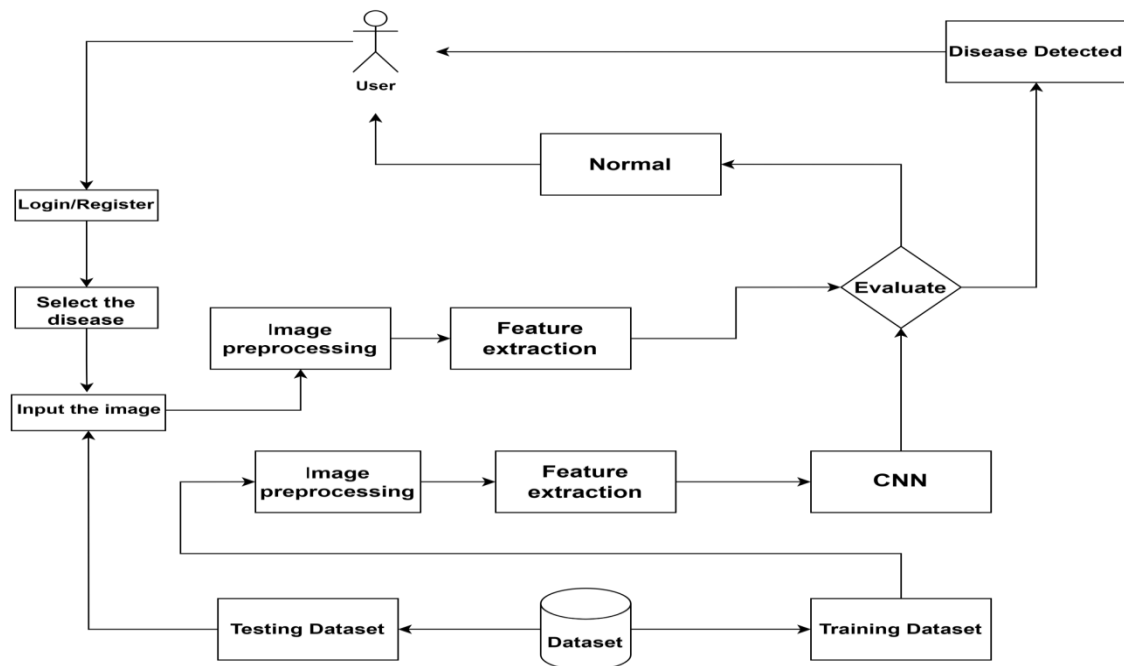 User
Disease Detected
Normal
Login/Register
Evaluate
Select the
disease
Image
preprocessing
Feature
extraction
Input the image
Image
preprocessing
Feature
extraction
CNN
Testing Dataset
Dataset
Training Dataset